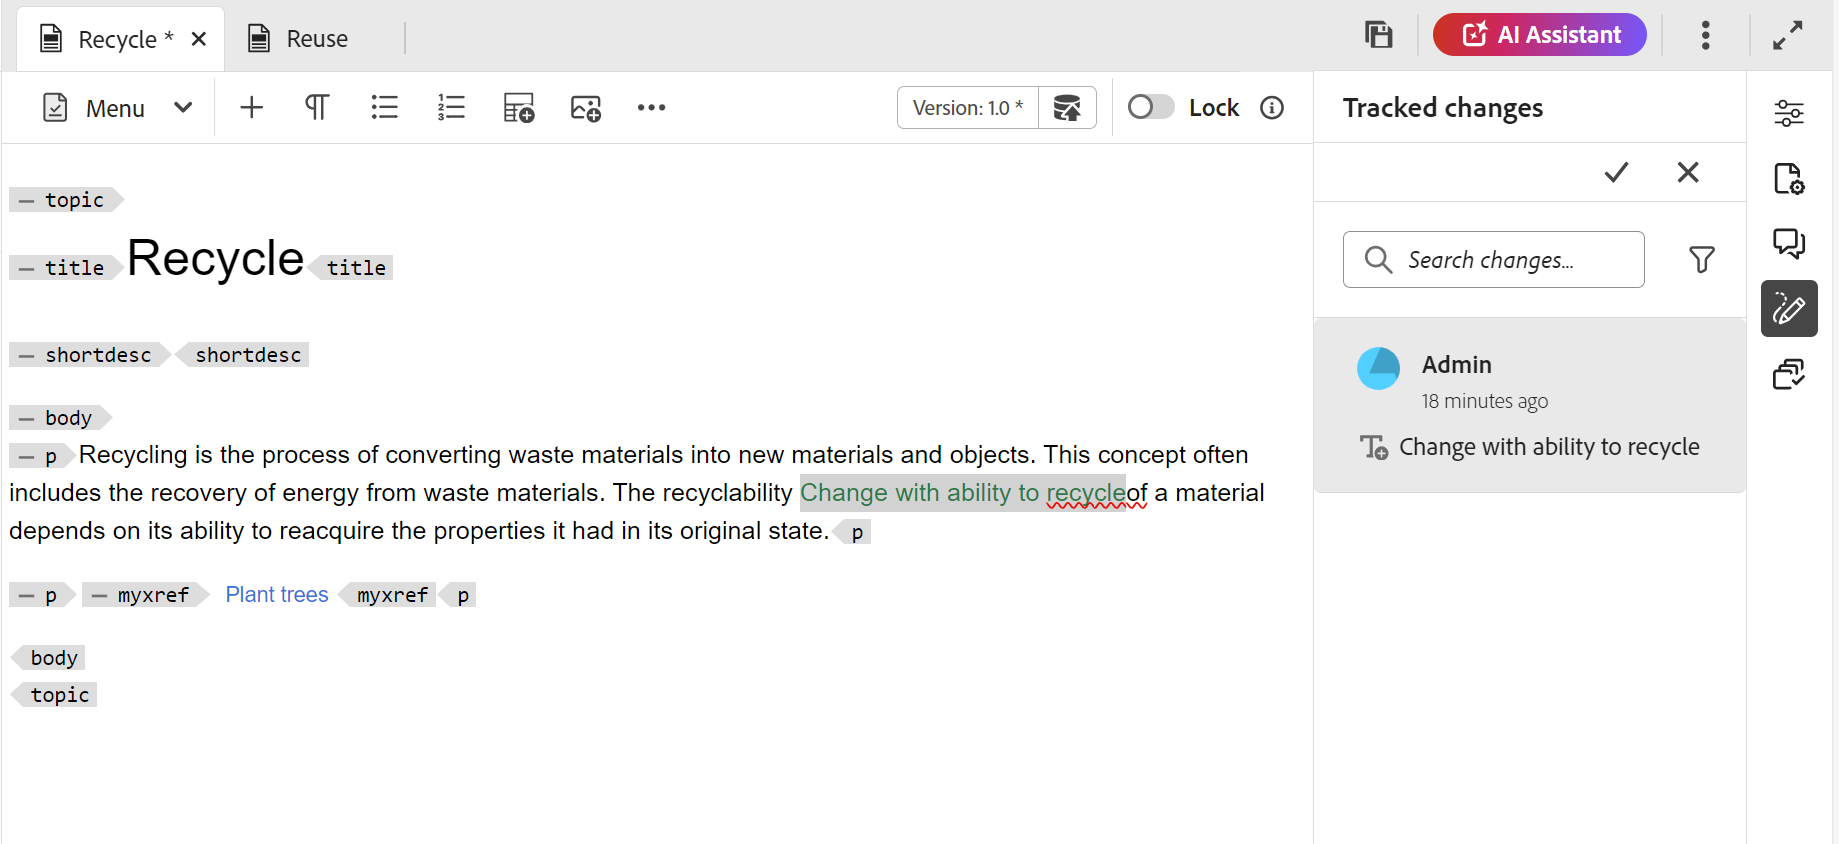 Recycle *
Reuse
AI Assistant
Menu
Version: 1.0 *
Lock
Tracked changes
topic
title Recycle title
shortdesc shortdesc
body
p Recycling is the process of converting waste materials into new materials and objects. This concept often
includes the recovery of energy from waste materials. The recyclability Change with ability to recycleof a material
depends on its ability to reacquire the properties it had in its original state. p
p myxref Plant trees myxref p
body
topic
Search changes...
Admin
18 minutes ago
Change with ability to recycle